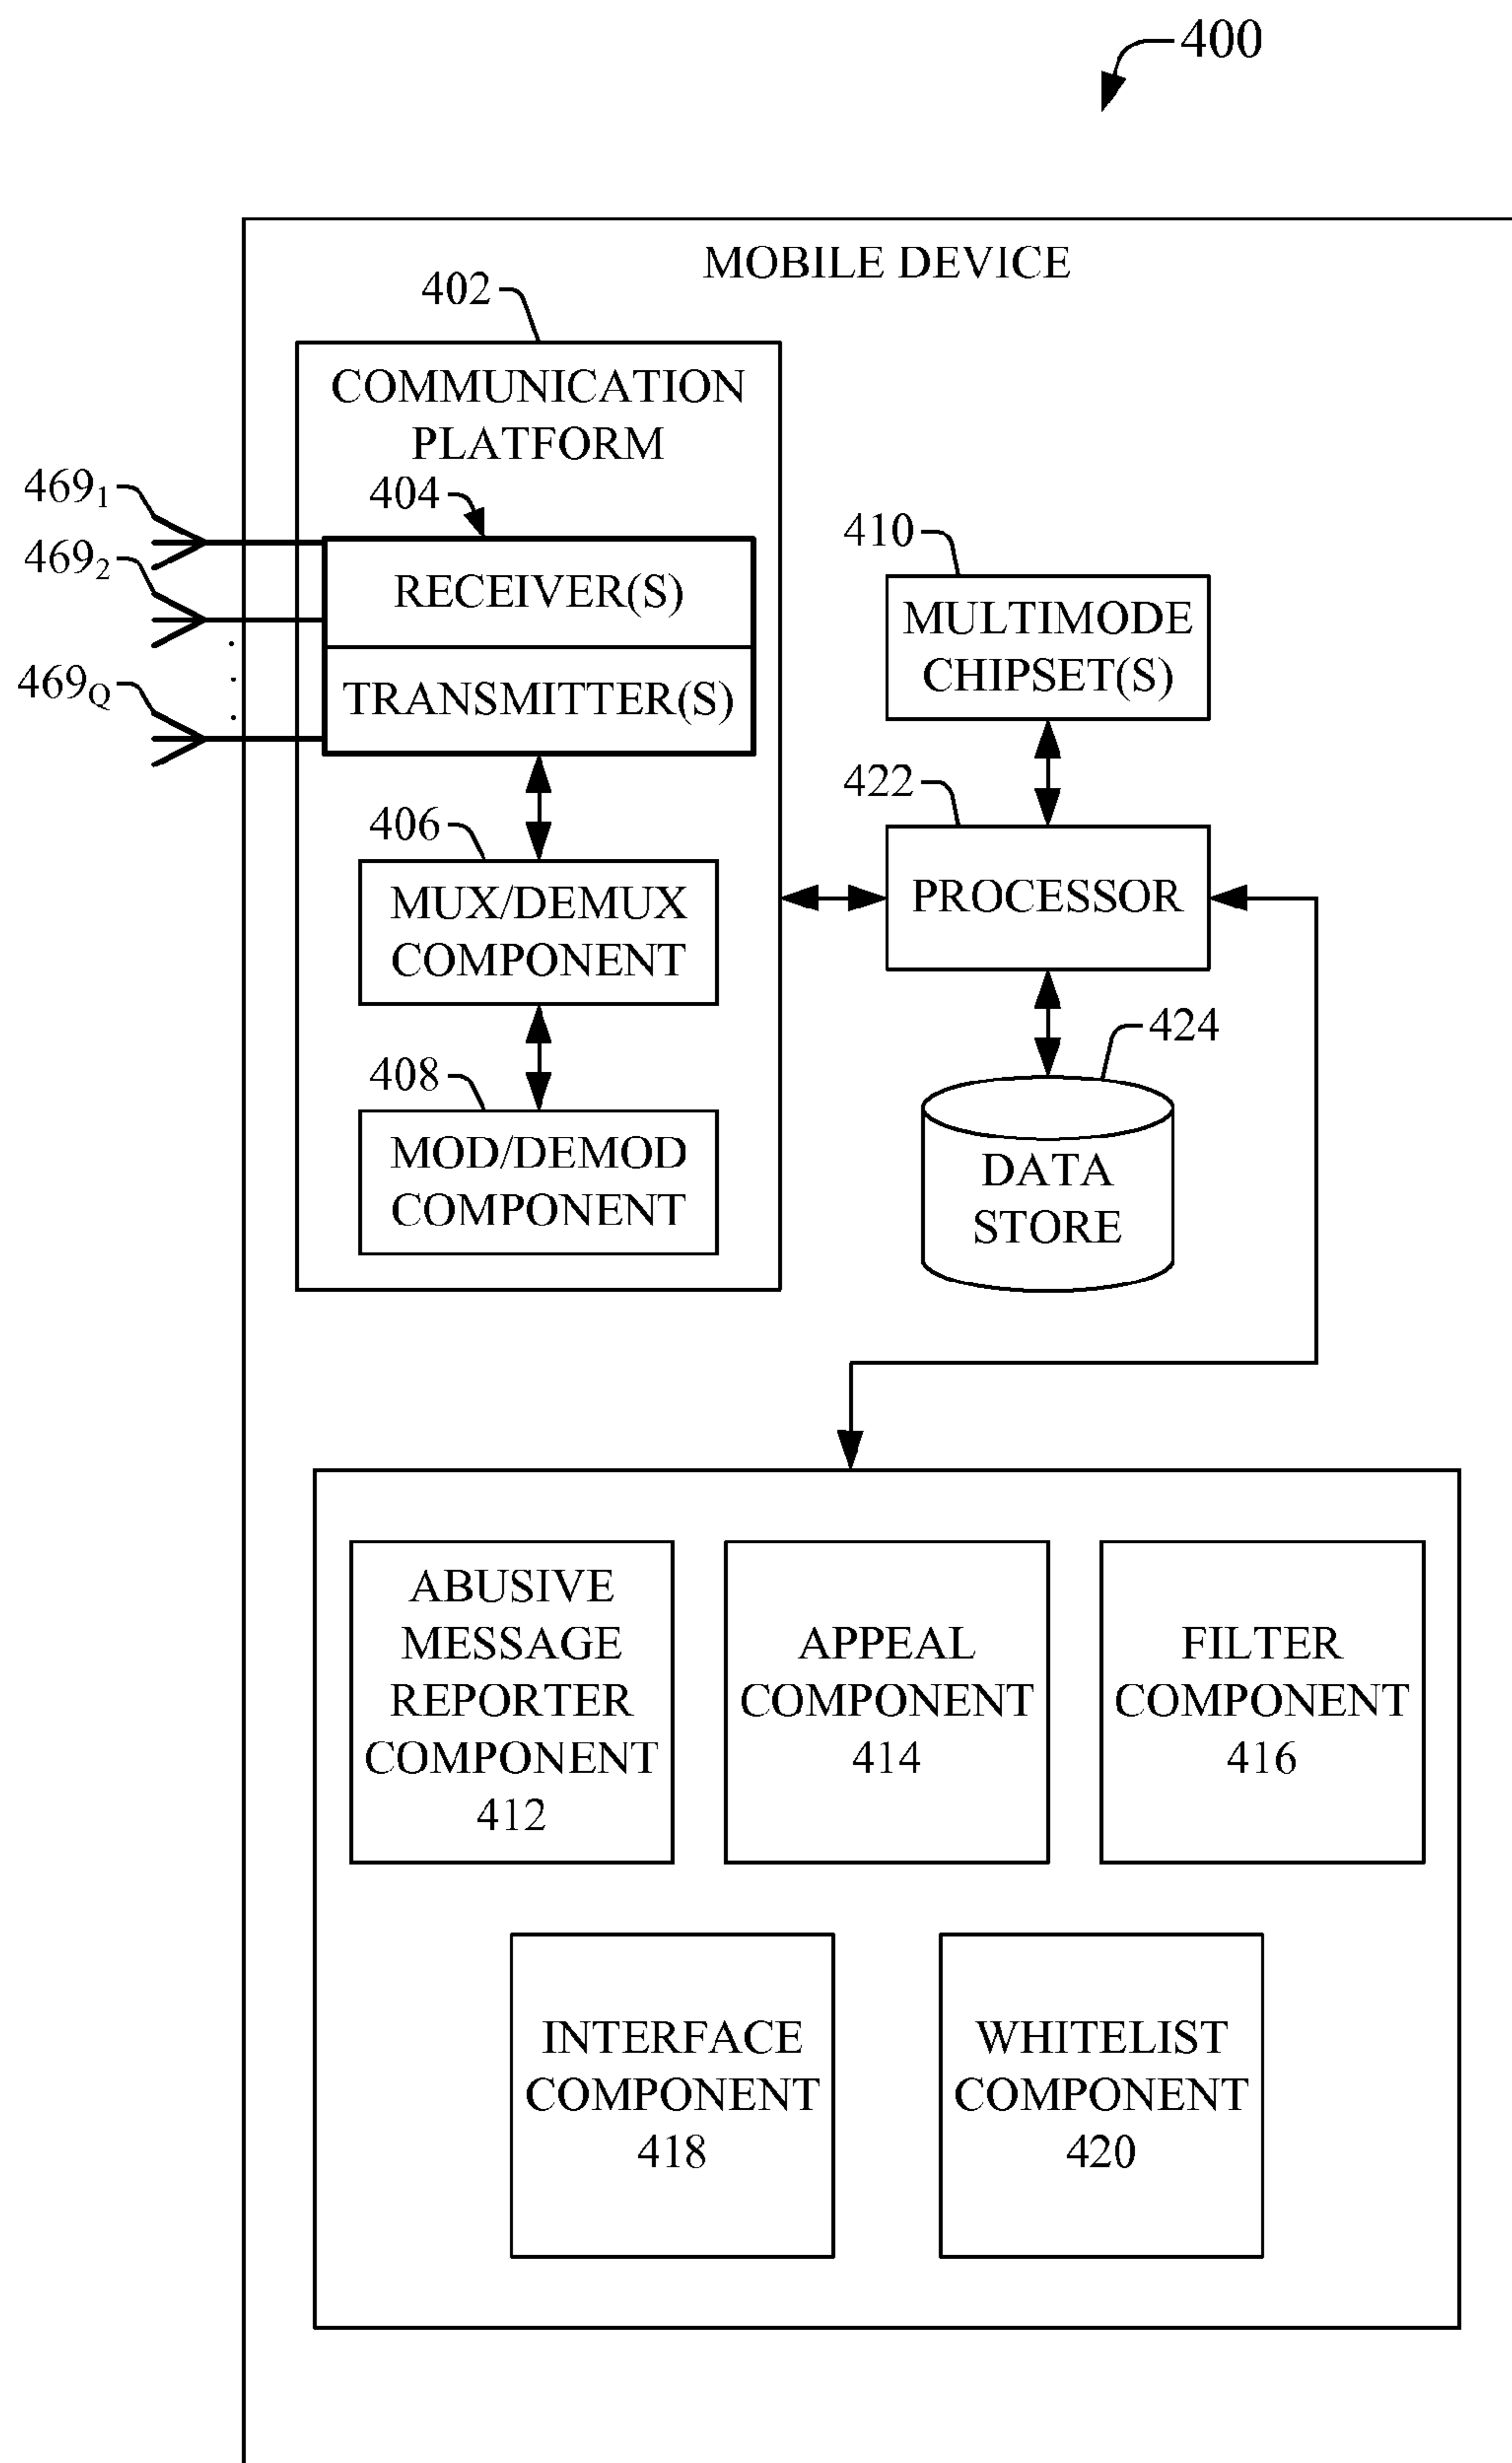 400
MOBILE DEVICE
402
COMMUNICATION
PLATFORM
404
469₁
RECEIVER(S)
469₂
TRANSMITTER(S)
469Q
410
MULTIMODE
CHIPSET(S)
422
PROCESSOR
406
MUX/DEMUX
COMPONENT
408
MOD/DEMOD
COMPONENT
424
DATA
STORE
ABUSIVE
MESSAGE
REPORTER
COMPONENT
412
APPEAL
COMPONENT
414
FILTER
COMPONENT
416
INTERFACE
COMPONENT
418
WHITELIST
COMPONENT
420